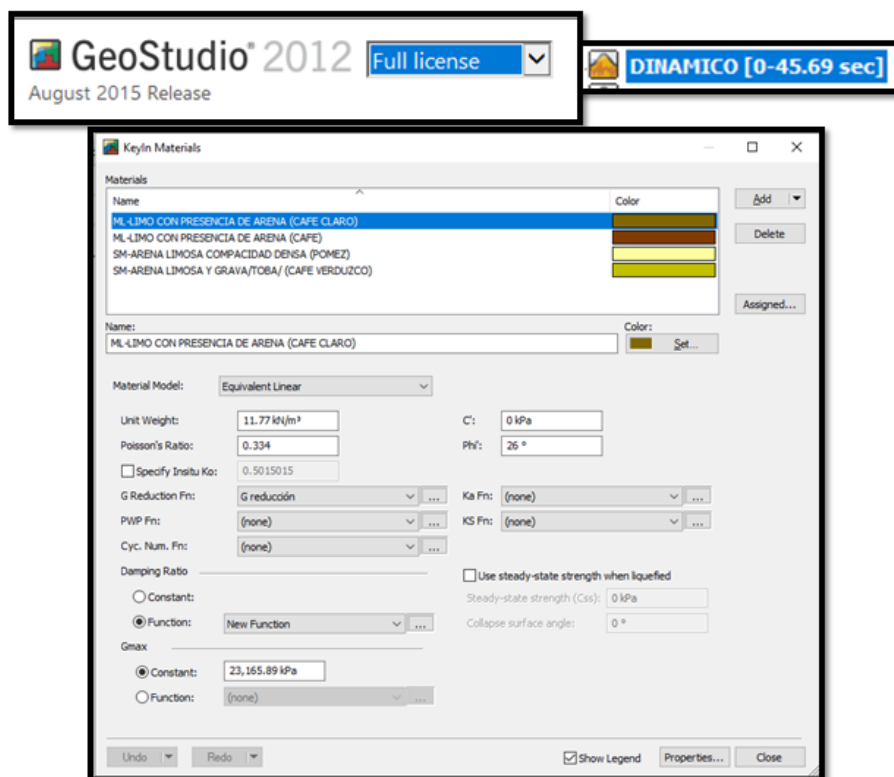 GeoStudio® 2012 Full license
August 2015 Release
DINAMICO [0-45.69 sec]
KeyIn Materials
Materials
Name Color
ML-LIMO CON PRESENCIA DE ARENA (CAFE CLARO)
ML-LIMO CON PRESENCIA DE ARENA (CAFE)
SM-ARENA LIMOSA COMPACIDAD DENSA (POMEZ)
SM-ARENA LIMOSA Y GRAVA/TOBA/ (CAFE VERDUZCO)
Add
Delete
Assigned...
Name: Color:
ML-LIMO CON PRESENCIA DE ARENA (CAFE CLARO) Set...
Material Model: Equivalent Linear
Unit Weight: 11.77 kN/m³ C': 0 kPa
Poisson's Ratio: 0.334 Phi': 26 °
Specify Insitu Ko: 0.5015015
G Reduction Fn: G reducción ... Ka Fn: (none) ...
PWP Fn: (none) ... KS Fn: (none) ...
Cyc. Num. Fn: (none) ...
Damping Ratio Use steady-state strength when liquefied
Constant: Steady-state strength (Css): 0 kPa
Function: New Function ... Collapse surface angle: 0 °
Gmax
Constant: 23,165.89 kPa
Function: (none) ...
Undo Redo Show Legend Properties... Close